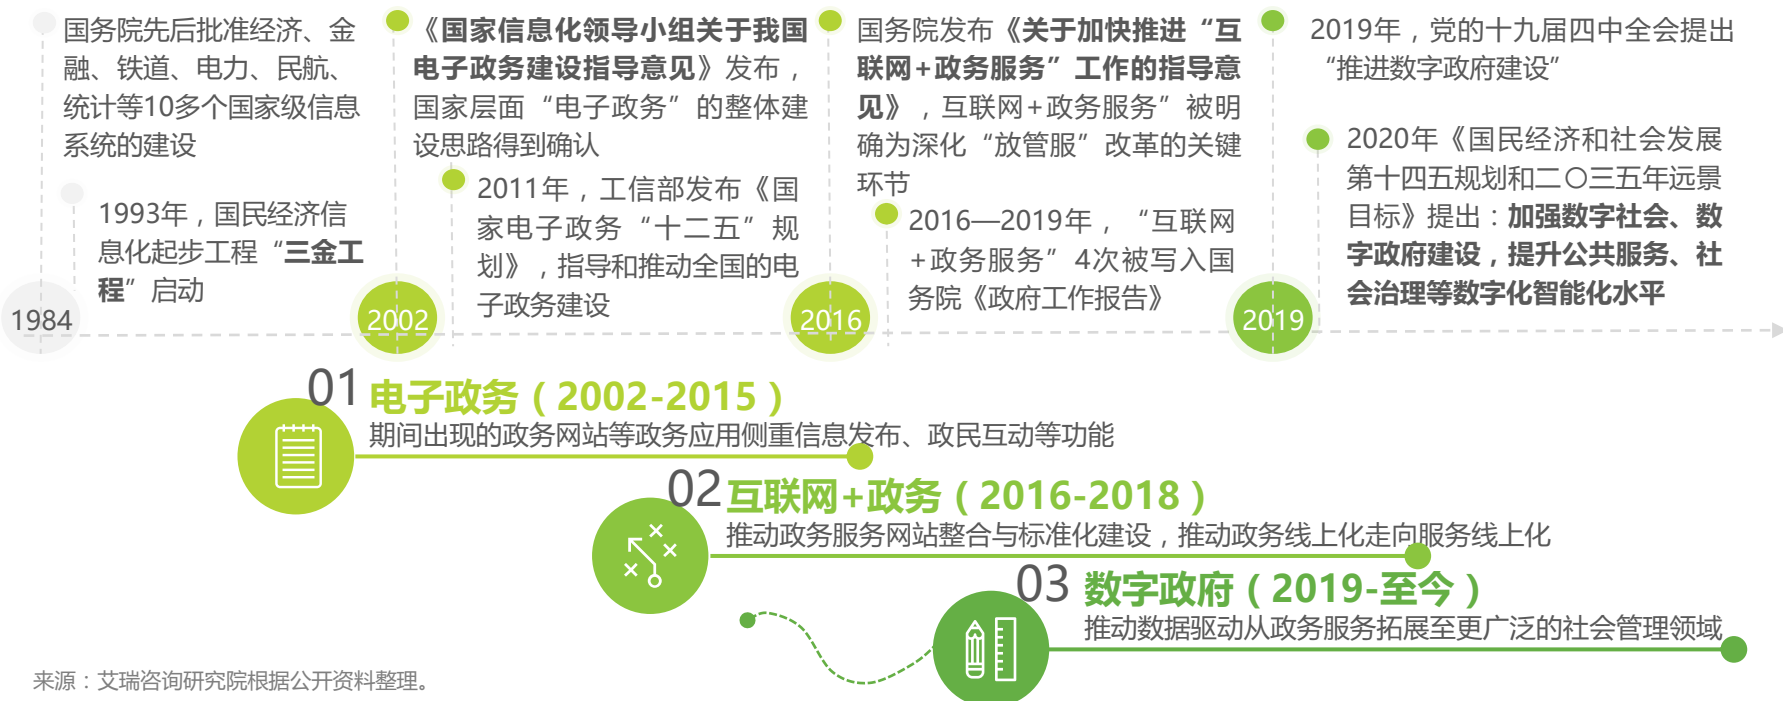 国务院先后批准经济、金
融、铁道、电力、民航、
统计等10多个国家级信息
系统的建设
1993年，国民经济信
息化起步工程“三金工
程”启动
1984
《国家信息化领导小组关于我国
电子政务建设指导意见》发布，
国家层面“电子政务”的整体建
设思路得到确认
2011年，工信部发布《国
家电子政务“十二五”规
划》，指导和推动全国的电
子政务建设
2002
国务院发布《关于加快推进“互
联网+政务服务”工作的指导意
见》，互联网+政务服务”被明
确为深化“放管服”改革的关键
环节
2016—2019年，“互联网
+政务服务”4次被写入国
务院《政府工作报告》
2016
2019年，党的十九届四中全会提出
“推进数字政府建设”
2020年《国民经济和社会发展
第十四五规划和二〇三五年远景
目标》提出：加强数字社会、数
字政府建设，提升公共服务、社
会治理等数字化智能化水平
2019
01 电子政务（2002-2015）
期间出现的政务网站等政务应用侧重信息发布、政民互动等功能
02 互联网+政务（2016-2018）
推动政务服务网站整合与标准化建设，推动政务线上化走向服务线上化
03 数字政府（2019-至今）
推动数据驱动从政务服务拓展至更广泛的社会管理领域
来源：艾瑞咨询研究院根据公开资料整理。